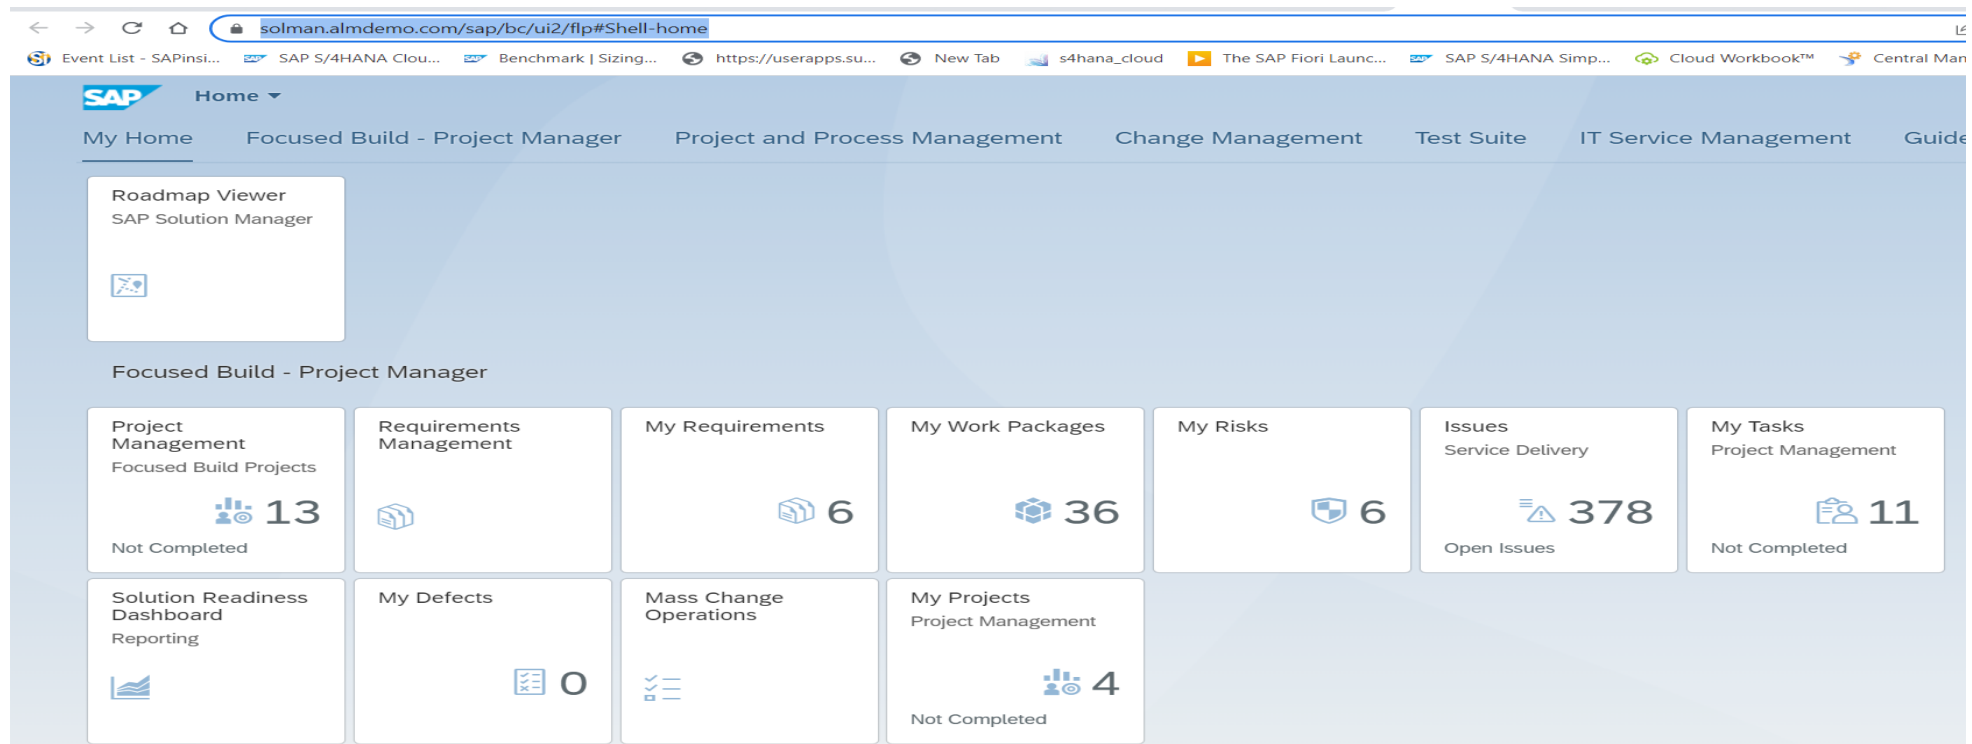 solman.almdemo.com/sap/bc/ui2/flp#Shell-home
Event List - SAPinsi... SAP S/4HANA Clou... Benchmark | Sizing... https://userapps.su... New Tab s4hana_cloud The SAP Fiori Launc... SAP S/4HANA Simp... Cloud Workbook™ Central Man
SAP Home
My Home Focused Build - Project Manager Project and Process Management Change Management Test Suite IT Service Management Guide
Roadmap Viewer
SAP Solution Manager
Focused Build - Project Manager
Project
Management
Focused Build Projects
13
Not Completed
Requirements
Management
My Requirements
6
My Work Packages
36
My Risks
6
Issues
Service Delivery
378
Open Issues
My Tasks
Project Management
11
Not Completed
Solution Readiness
Dashboard
Reporting
My Defects
0
Mass Change
Operations
My Projects
Project Management
4
Not Completed